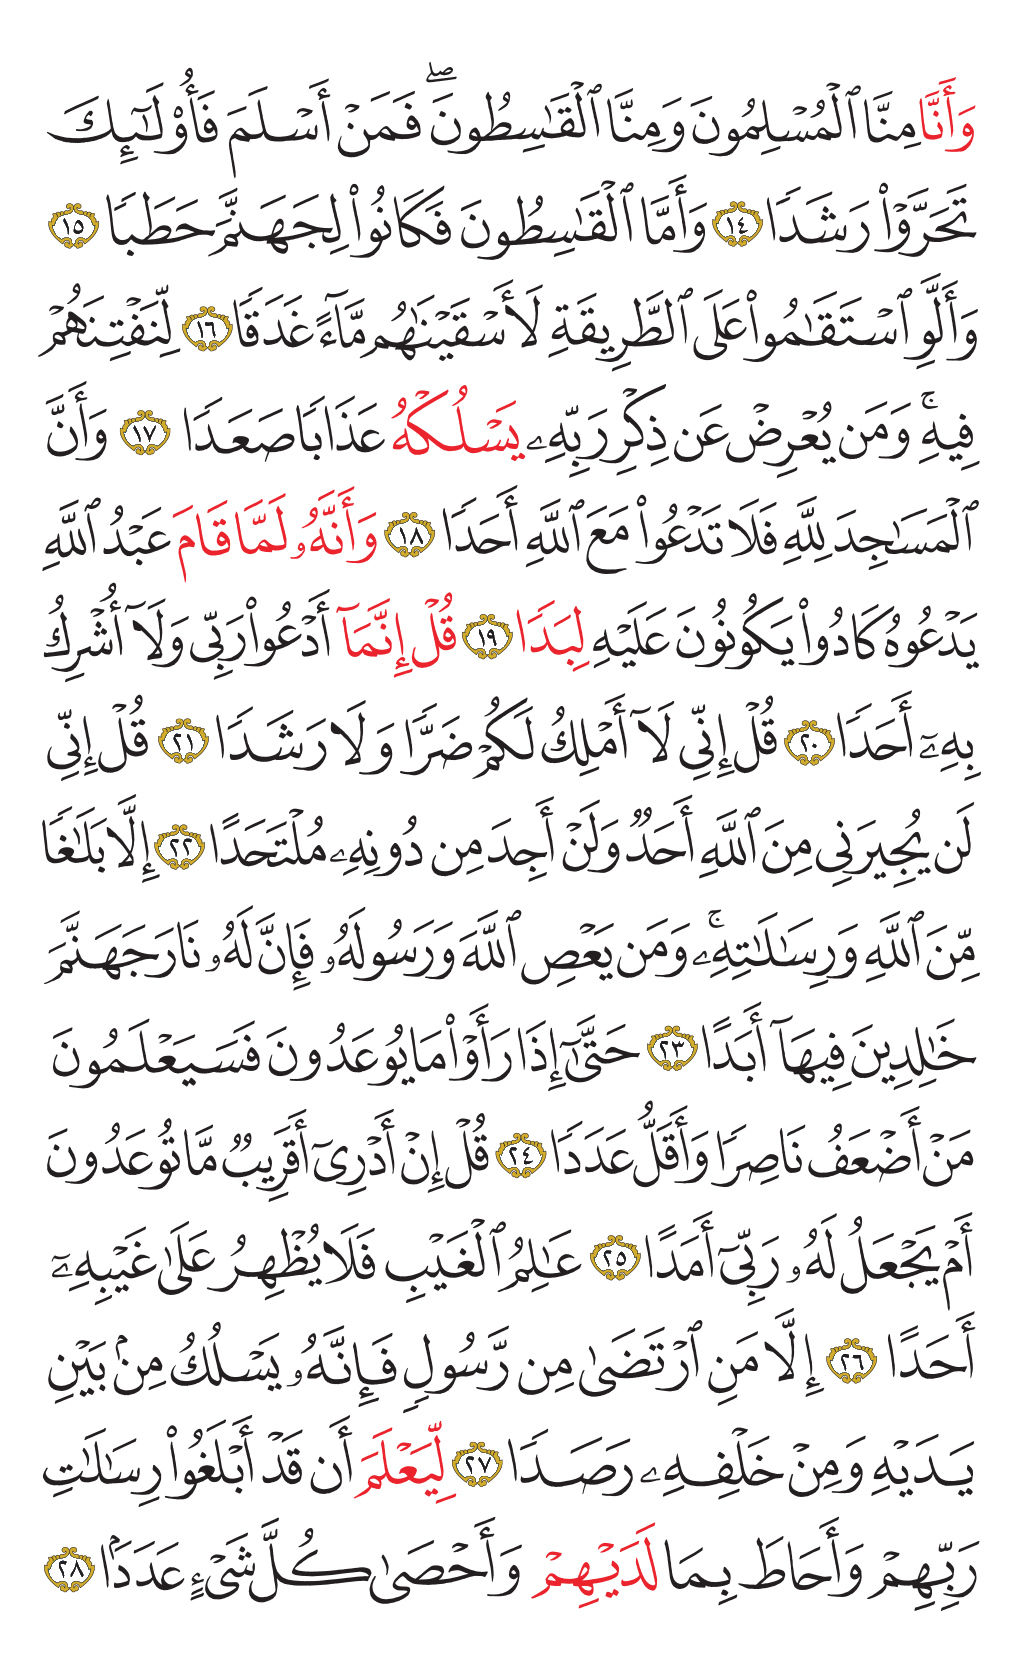 وَأَنَّا مِنَّا ٱلْمُسْلِمُونَ وَمِنَّا ٱلْقَٰسِطُونَۖ فَمَنْ أَسْلَمَ فَأُو۟لَٰٓئِكَ
تَحَرَّوْا۟ رَشَدًا ١٤ وَأَمَّا ٱلْقَٰسِطُونَ فَكَانُوا۟ لِجَهَنَّمَ حَطَبًا ١٥
وَأَلَّوِ ٱسْتَقَٰمُوا۟ عَلَى ٱلطَّرِيقَةِ لَأَسْقَيْنَٰهُم مَّآءً غَدَقًا ١٦ لِّنَفْتِنَهُمْ
فِيهِۚ وَمَن يُعْرِضْ عَن ذِكْرِ رَبِّهِۦ يَسْلُكْهُ عَذَابًا صَعَدًا ١٧ وَأَنَّ
ٱلْمَسَٰجِدَ لِلَّهِ فَلَا تَدْعُوا۟ مَعَ ٱللَّهِ أَحَدًا ١٨ وَأَنَّهُۥ لَمَّا قَامَ عَبْدُ ٱللَّهِ
يَدْعُوهُ كَادُوا۟ يَكُونُونَ عَلَيْهِ لِبَدًا ١٩ قُلْ إِنَّمَآ أَدْعُوا۟ رَبِّى وَلَآ أُشْرِكُ
بِهِۦٓ أَحَدًا ٢٠ قُلْ إِنِّى لَآ أَمْلِكُ لَكُمْ ضَرًّا وَلَا رَشَدًا ٢١ قُلْ إِنِّى
لَن يُجِيرَنِى مِنَ ٱللَّهِ أَحَدٌ وَلَنْ أَجِدَ مِن دُونِهِۦ مُلْتَحَدًا ٢٢ إِلَّا بَلَٰغًا
مِّنَ ٱللَّهِ وَرِسَٰلَٰتِهِۦۚ وَمَن يَعْصِ ٱللَّهَ وَرَسُولَهُۥ فَإِنَّ لَهُۥ نَارَ جَهَنَّمَ
خَٰلِدِينَ فِيهَآ أَبَدًا ٢٣ حَتَّىٰٓ إِذَا رَأَوْا۟ مَا يُوعَدُونَ فَسَيَعْلَمُونَ
مَنْ أَضْعَفُ نَاصِرًا وَأَقَلُّ عَدَدًا ٢٤ قُلْ إِنْ أَدْرِىٓ أَقَرِيبٌ مَّا تُوعَدُونَ
أَمْ يَجْعَلُ لَهُۥ رَبِّىٓ أَمَدًا ٢٥ عَٰلِمُ ٱلْغَيْبِ فَلَا يُظْهِرُ عَلَىٰ غَيْبِهِۦٓ
أَحَدًا ٢٦ إِلَّا مَنِ ٱرْتَضَىٰ مِن رَّسُولٍ فَإِنَّهُۥ يَسْلُكُ مِنۢ بَيْنِ
يَدَيْهِ وَمِنْ خَلْفِهِۦ رَصَدًا ٢٧ لِّيَعْلَمَ أَن قَدْ أَبْلَغُوا۟ رِسَٰلَٰتِ
رَبِّهِمْ وَأَحَاطَ بِمَا لَدَيْهِمْ وَأَحْصَىٰ كُلَّ شَىْءٍ عَدَدَۢا ٢٨